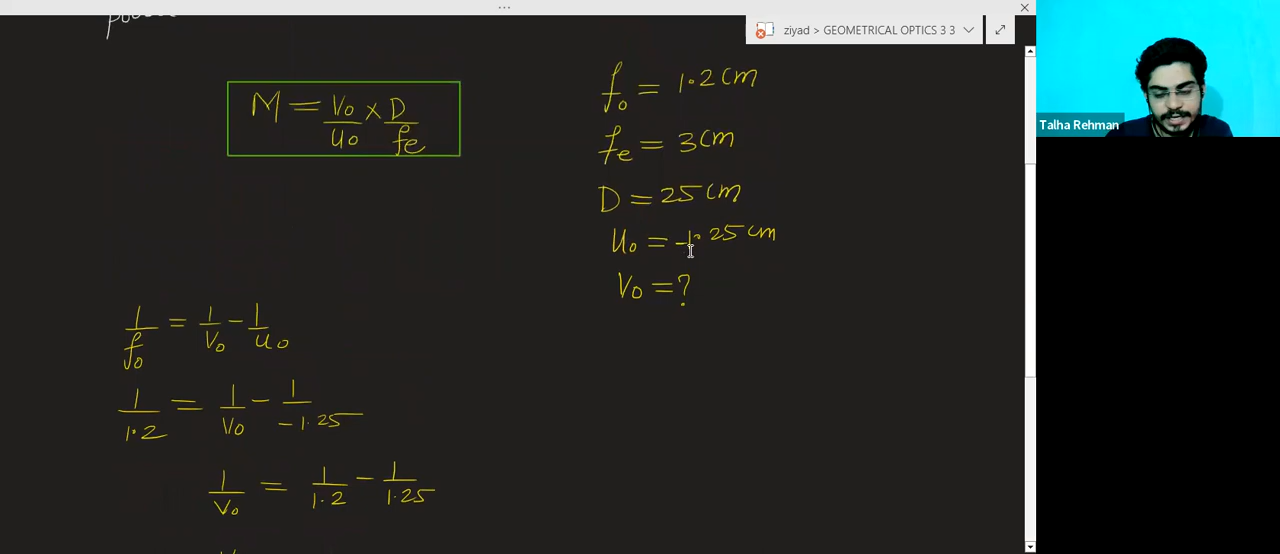 ziyad > GEOMETRICAL OPTICS 3 3
Talha Rehman
M = Vo/uo × D/fe
fo = 1.2 cm
fe = 3 cm
D = 25 cm
uo = -1.25 cm
Vo = ?
1/fo = 1/Vo - 1/uo
1/1.2 = 1/Vo - 1/-1.25
1/Vo = 1/1.2 - 1/1.25